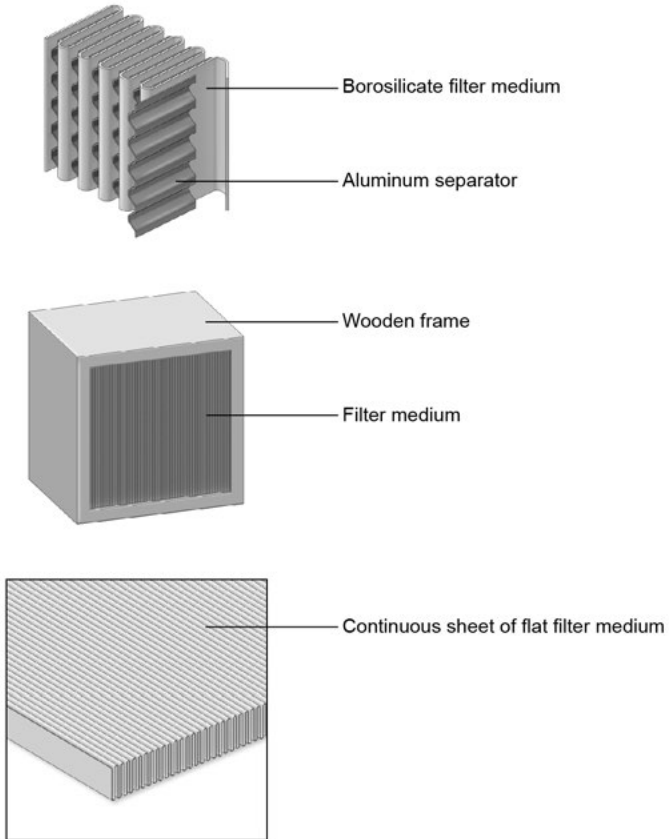 Borosilicate filter medium
Aluminum separator
Wooden frame
Filter medium
Continuous sheet of flat filter medium